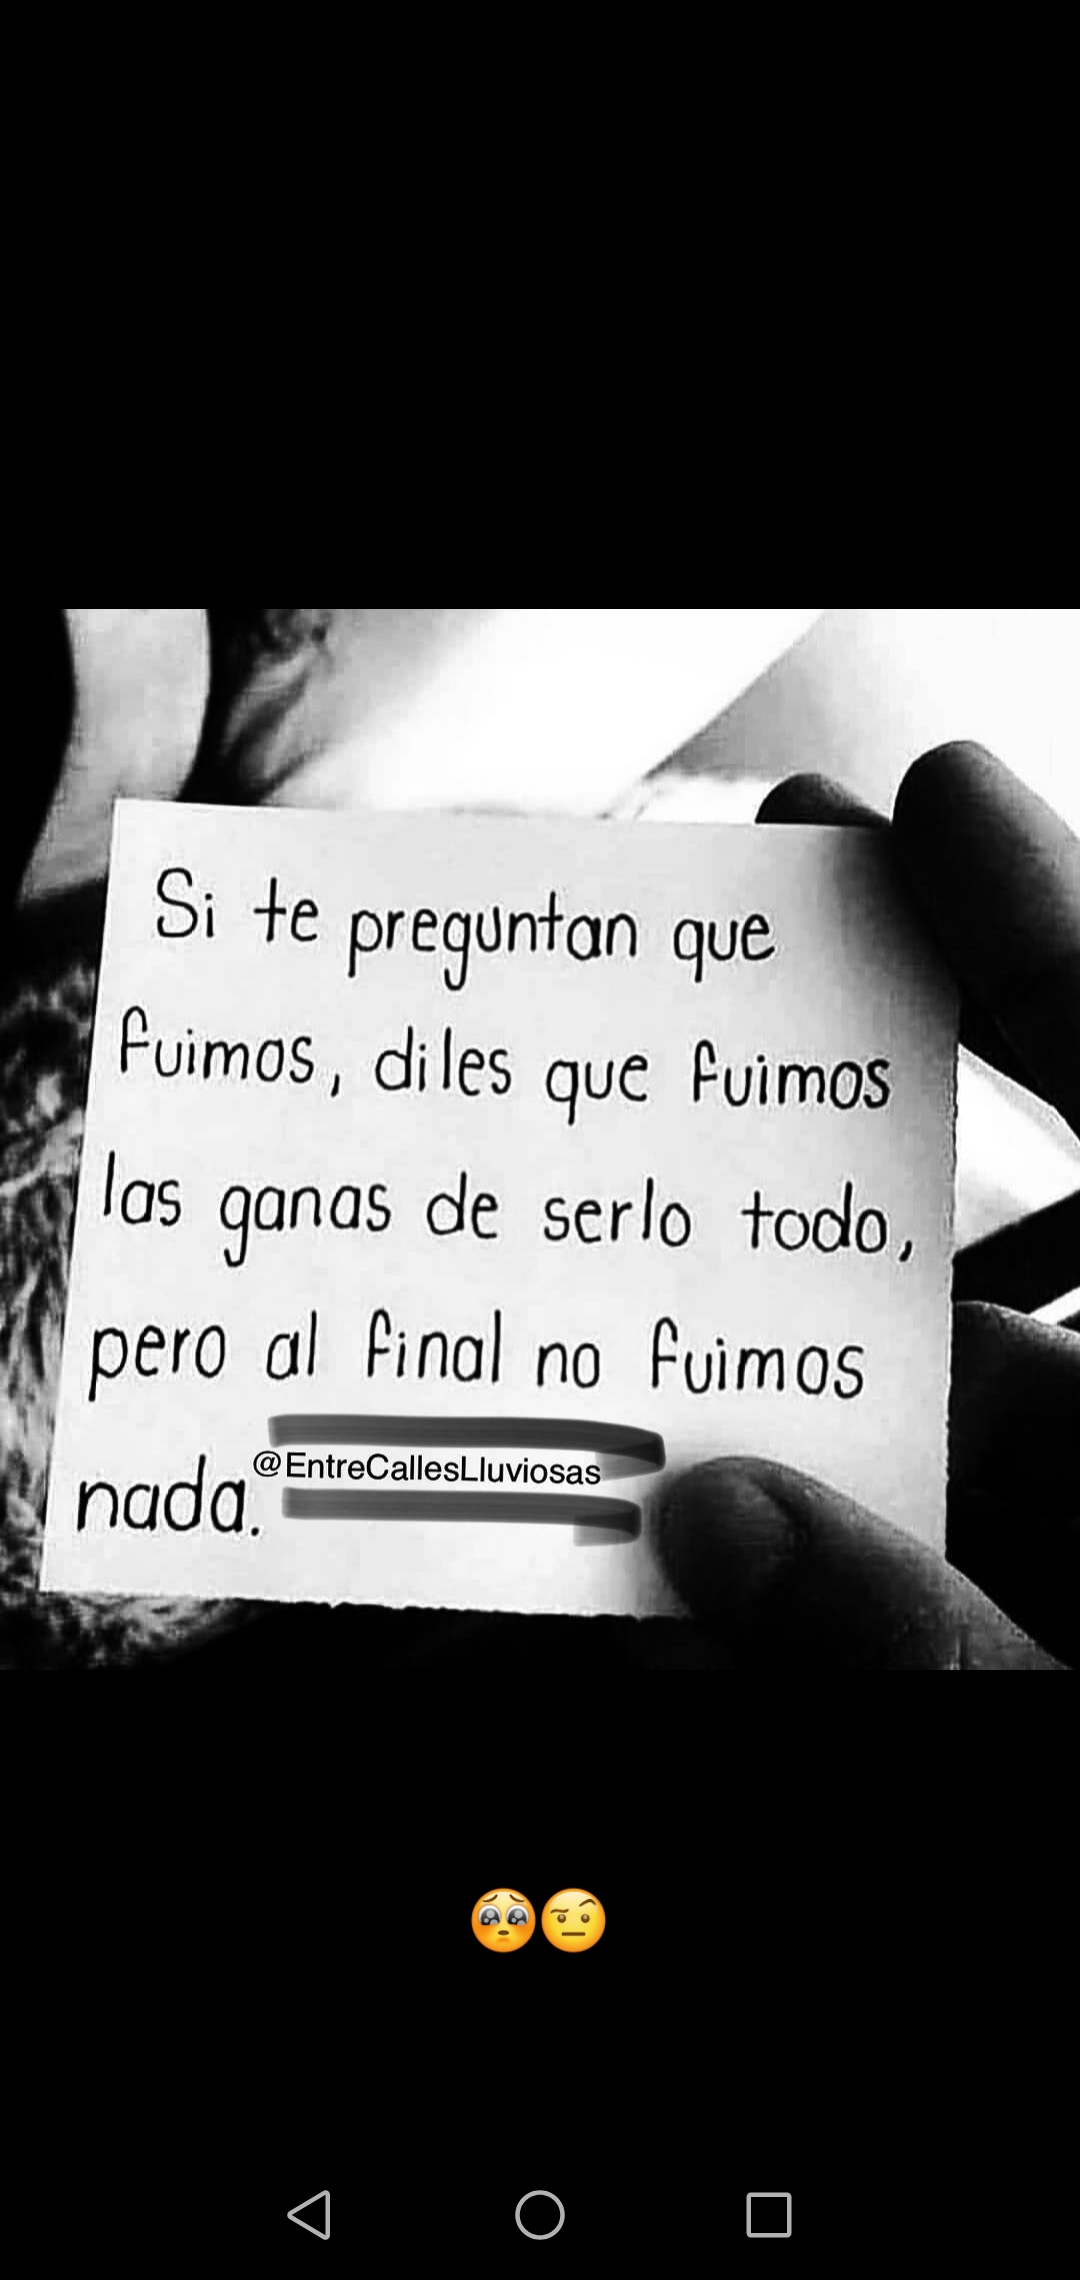 Si te preguntan que
fuimos, diles que fuimos
las ganas de serlo todo,
pero al final no fuimos
nada.
@EntreCallesLluviosas
🥺🤨